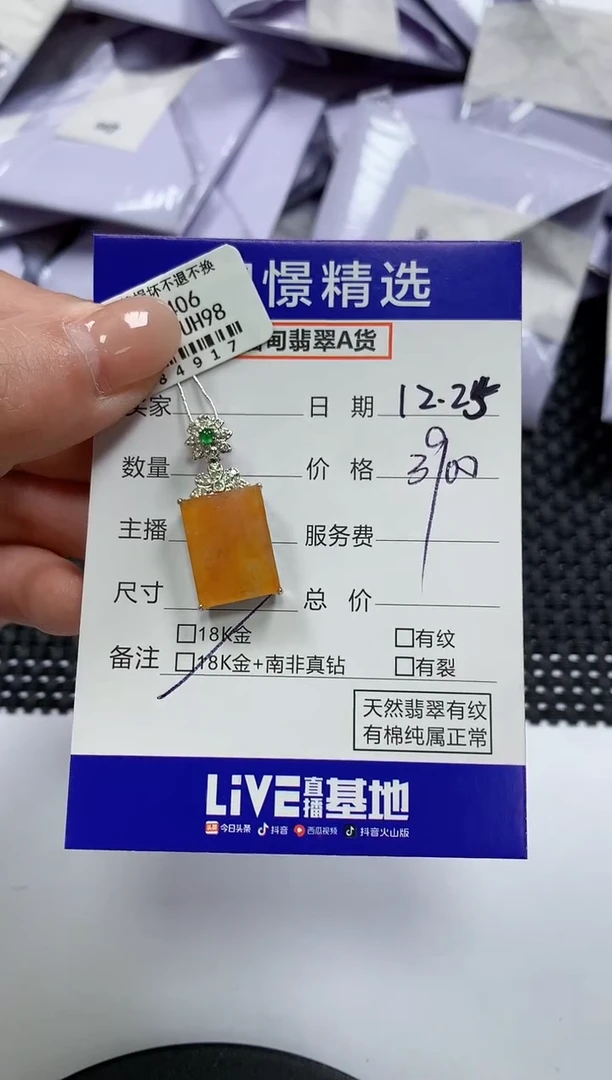 损坏不退不换
A06
UH98
84917
憬精选
甸翡翠A货
买家
日 期 12.25
数量
价 格 3900
主播
服务费
尺寸
总 价
备注
□18K金
□有纹
□18K金+南非真钻
□有裂
天然翡翠有纹
有棉纯属正常
LiVE直播基地
头条 今日头条 抖音 西瓜视频 抖音火山版